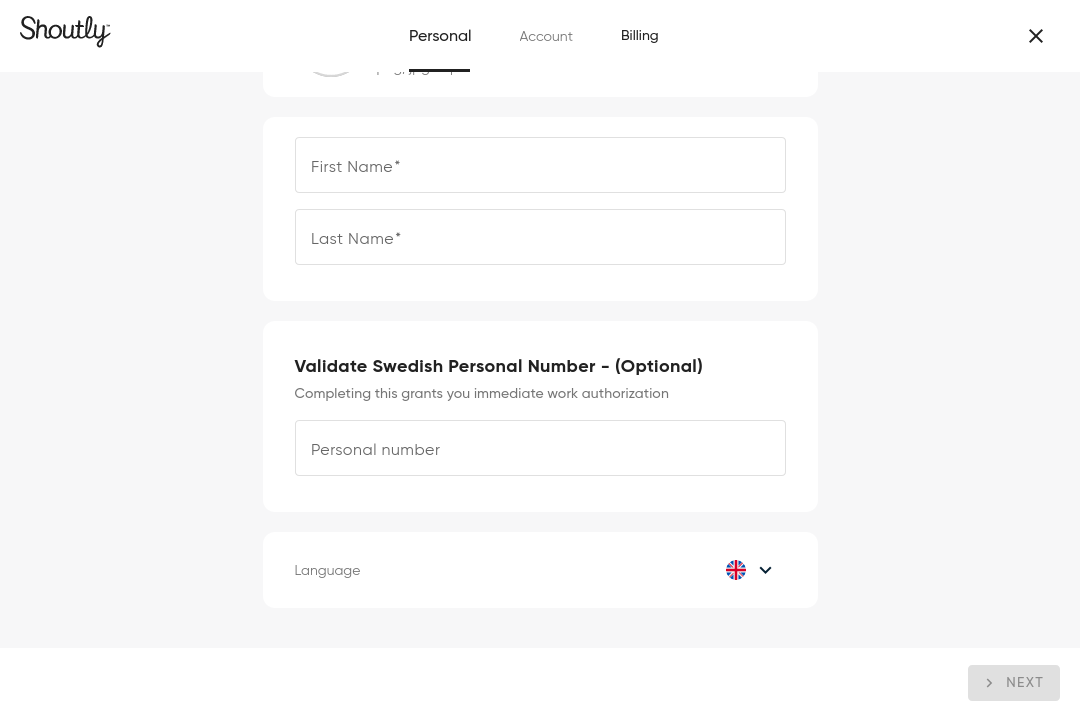 Shoutly
Personal
Account
Billing
First Name*
Last Name*
Validate Swedish Personal Number - (Optional)
Completing this grants you immediate work authorization
Personal number
Language
NEXT